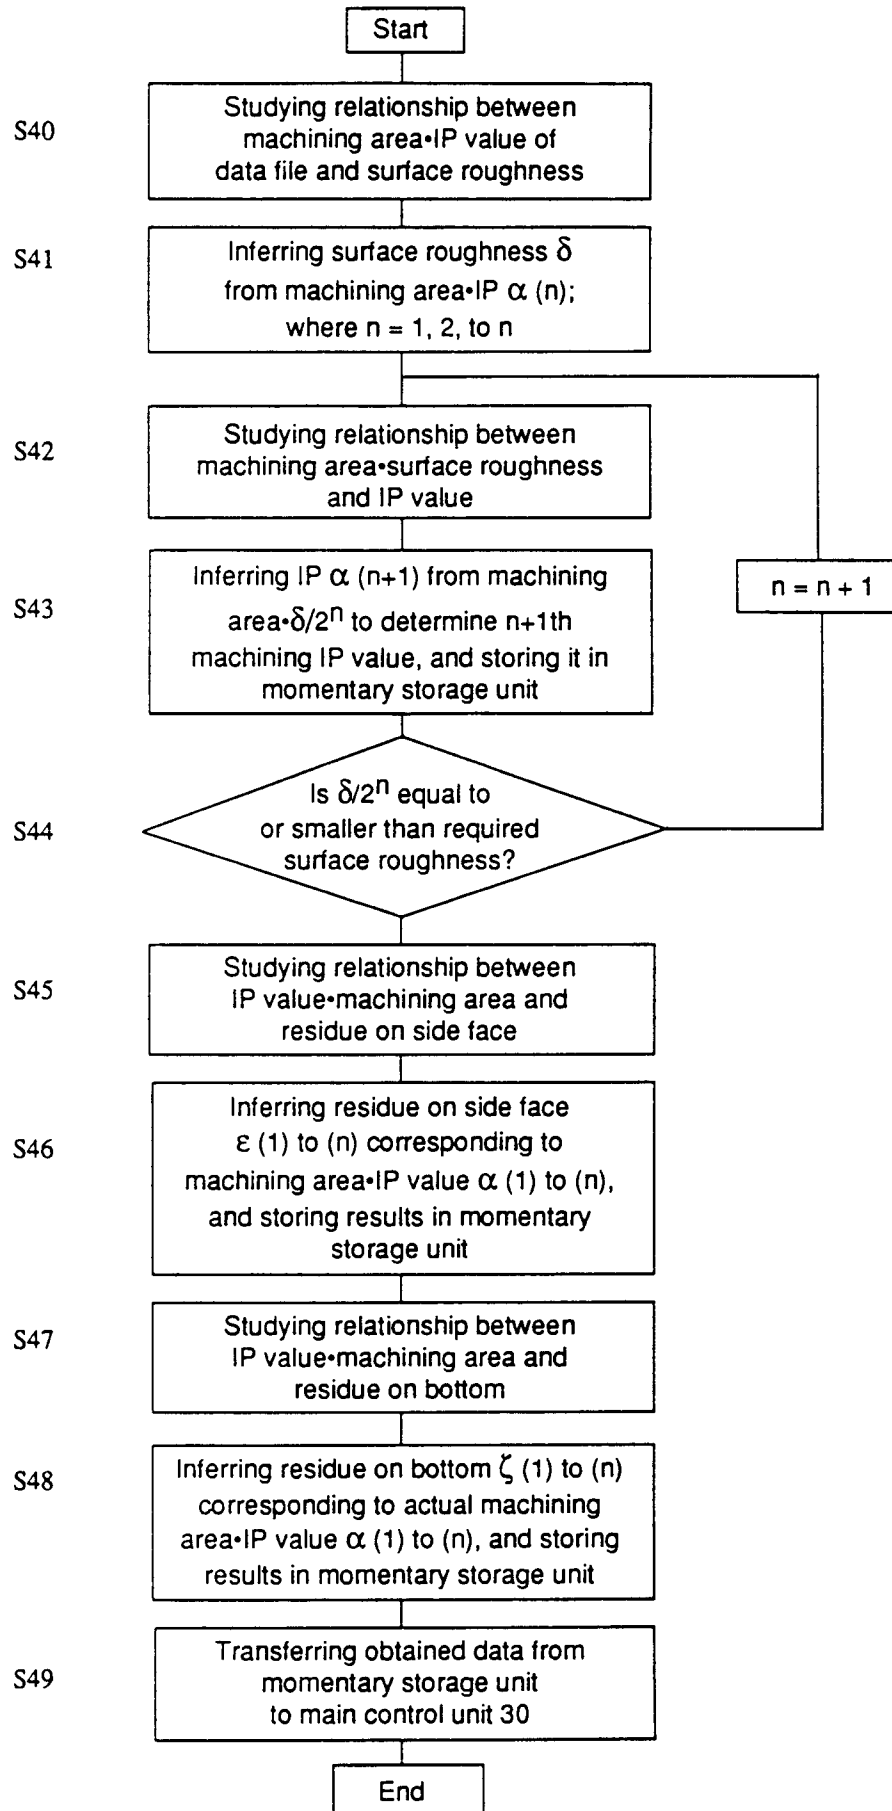 Start
S40
Studying relationship between
machining area•IP value of
data file and surface roughness
S41
Inferring surface roughness δ
from machining area•IP α (n);
where n = 1, 2, to n
S42
Studying relationship between
machining area•surface roughness
and IP value
S43
Inferring IP α (n+1) from machining
area•δ/2ⁿ to determine n+1th
machining IP value, and storing it in
momentary storage unit
n = n + 1
S44
Is δ/2ⁿ equal to
or smaller than required
surface roughness?
S45
Studying relationship between
IP value•machining area and
residue on side face
S46
Inferring residue on side face
ε (1) to (n) corresponding to
machining area•IP value α (1) to (n),
and storing results in momentary
storage unit
S47
Studying relationship between
IP value•machining area and
residue on bottom
S48
Inferring residue on bottom ζ (1) to (n)
corresponding to actual machining
area•IP value α (1) to (n), and storing
results in momentary storage unit
S49
Transferring obtained data from
momentary storage unit
to main control unit 30
End